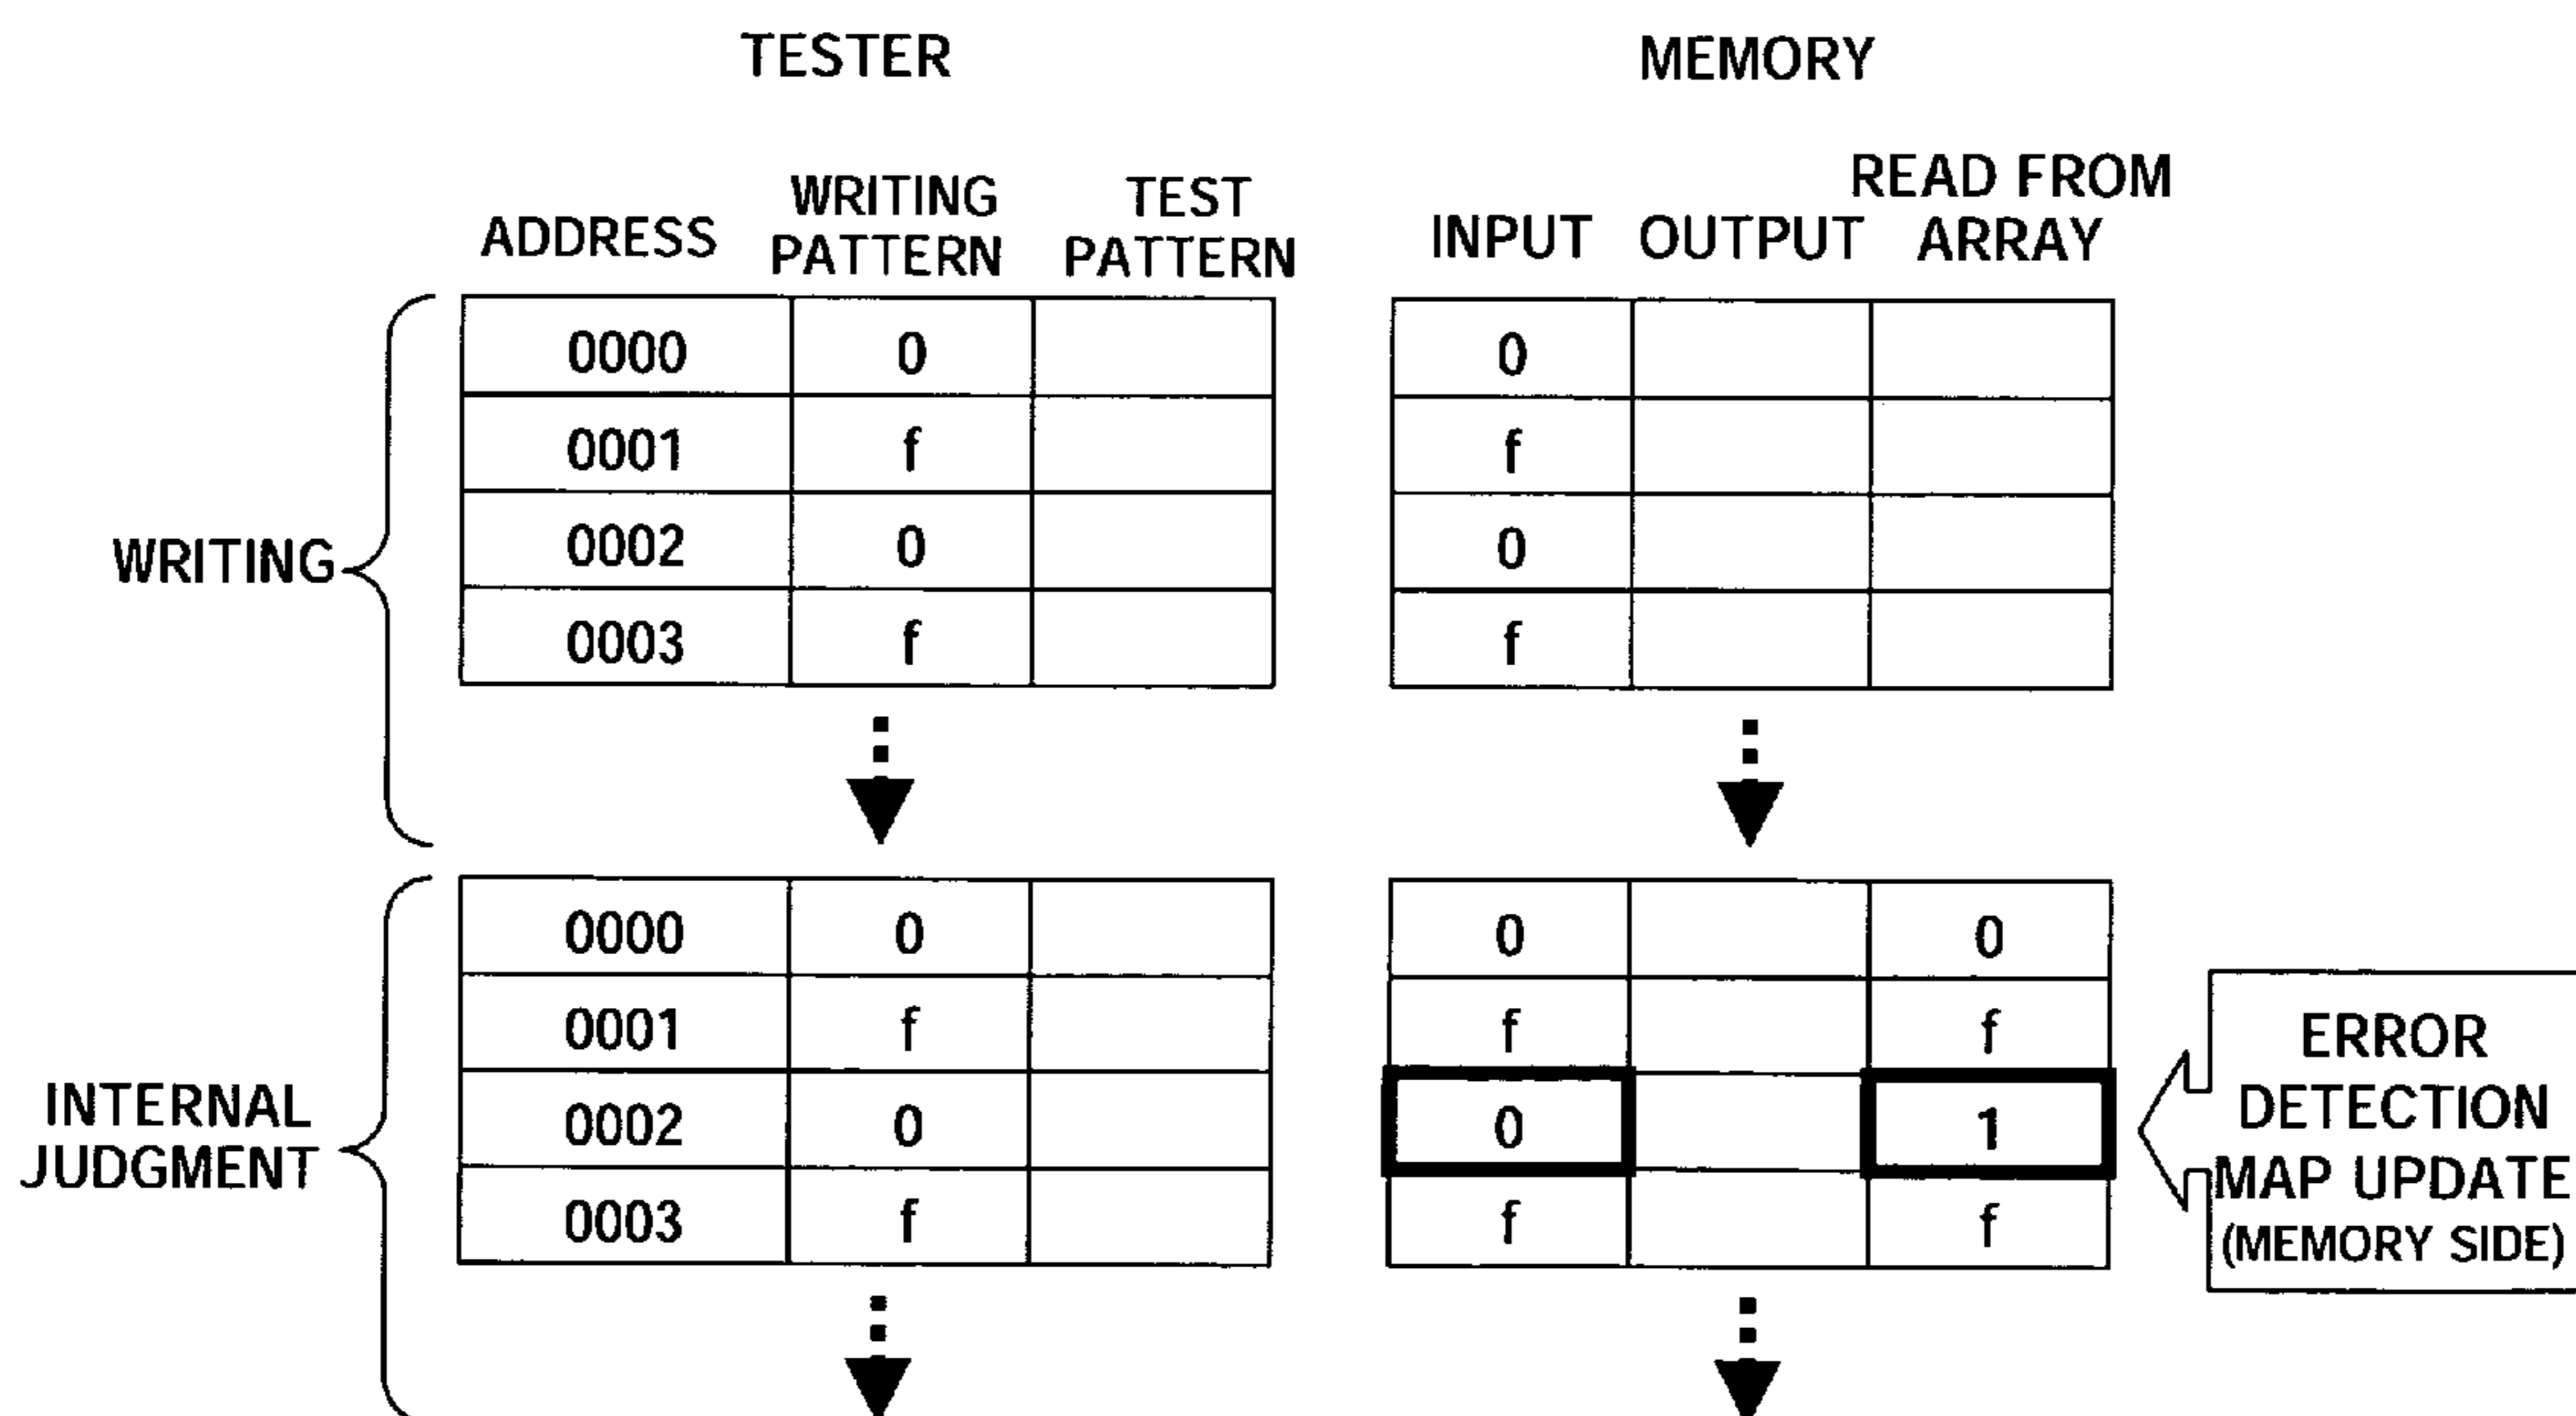 TESTER MEMORY
ADDRESS WRITING PATTERN TEST PATTERN INPUT OUTPUT READ FROM ARRAY
WRITING
0000 0 0
0001 f f
0002 0 0
0003 f f
INTERNAL JUDGMENT
0000 0 0 0
0001 f f f
0002 0 0 1
0003 f f f
ERROR
DETECTION
MAP UPDATE
(MEMORY SIDE)